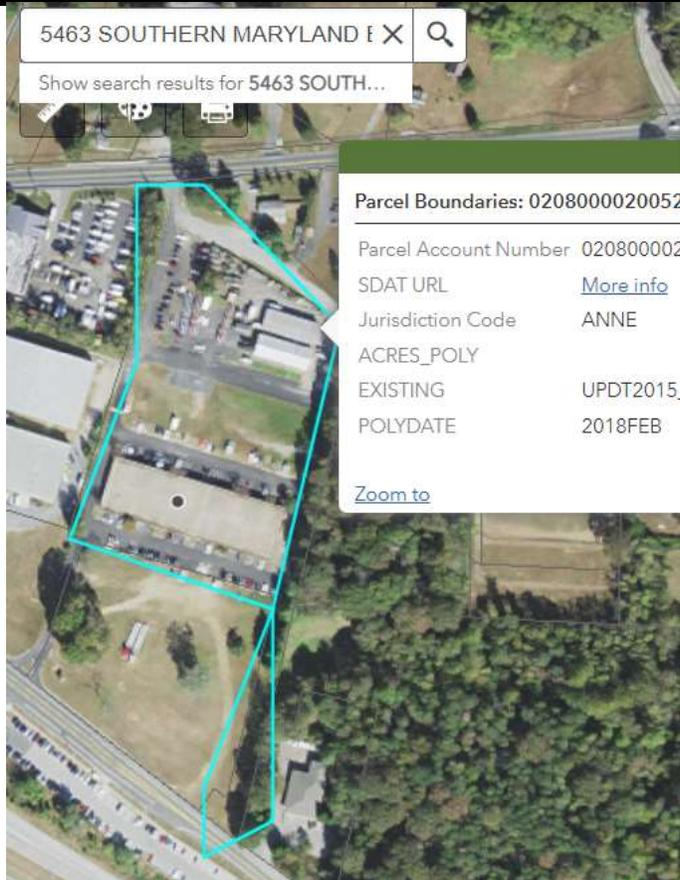 5463 SOUTHERN MARYLAND
Show search results for 5463 SOUTH...
Parcel Boundaries: 0208000020052
Parcel Account Number 020800002
SDAT URL More info
Jurisdiction Code ANNE
ACRES_POLY
EXISTING UPDT2015_
POLYDATE 2018FEB
Zoom to